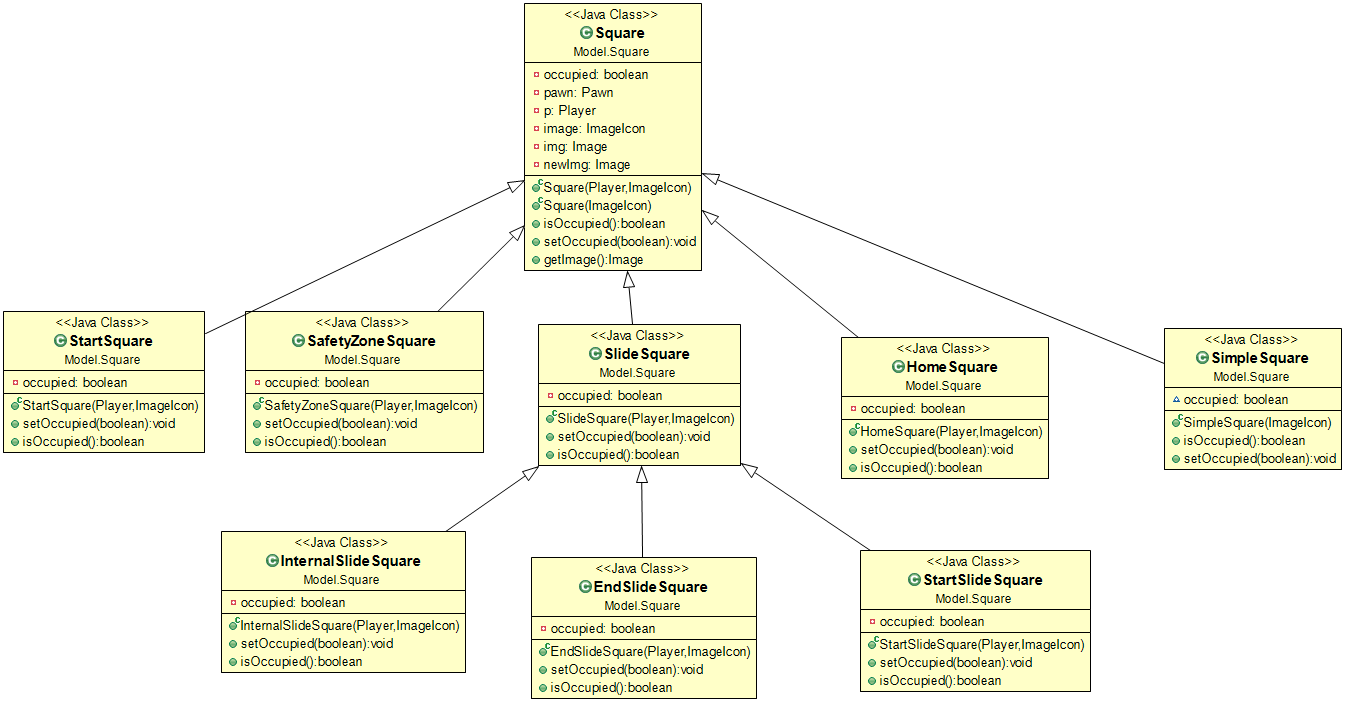 <<Java Class>>
Square
Model.Square
occupied: boolean
pawn: Pawn
p: Player
image: ImageIcon
img: Image
newImg: Image
Square(Player,ImageIcon)
Square(ImageIcon)
isOccupied():boolean
setOccupied(boolean):void
getImage():Image
<<Java Class>>
StartSquare
Model.Square
occupied: boolean
StartSquare(Player,ImageIcon)
setOccupied(boolean):void
isOccupied():boolean
<<Java Class>>
SafetyZoneSquare
Model.Square
occupied: boolean
SafetyZoneSquare(Player,ImageIcon)
setOccupied(boolean):void
isOccupied():boolean
<<Java Class>>
SlideSquare
Model.Square
occupied: boolean
SlideSquare(Player,ImageIcon)
setOccupied(boolean):void
isOccupied():boolean
<<Java Class>>
HomeSquare
Model.Square
occupied: boolean
HomeSquare(Player,ImageIcon)
setOccupied(boolean):void
isOccupied():boolean
<<Java Class>>
SimpleSquare
Model.Square
occupied: boolean
SimpleSquare(ImageIcon)
isOccupied():boolean
setOccupied(boolean):void
<<Java Class>>
InternalSlideSquare
Model.Square
occupied: boolean
InternalSlideSquare(Player,ImageIcon)
setOccupied(boolean):void
isOccupied():boolean
<<Java Class>>
EndSlideSquare
Model.Square
occupied: boolean
EndSlideSquare(Player,ImageIcon)
setOccupied(boolean):void
isOccupied():boolean
<<Java Class>>
StartSlideSquare
Model.Square
occupied: boolean
StartSlideSquare(Player,ImageIcon)
setOccupied(boolean):void
isOccupied():boolean